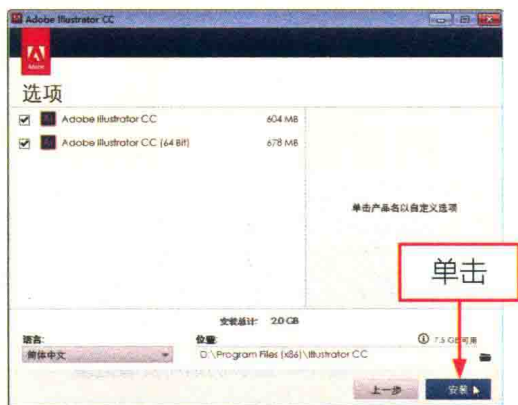 Adobe Illustrator CC
Adobe
选项
Adobe Illustrator CC 604 MB
Adobe Illustrator CC (64 Bit) 678 MB
单击产品名以自定义选项
单击
安装总计: 2.0 GB
语言: 位置: 7.5 GB可用
简体中文 D:\Program Files (x86)\Illustrator CC
上一步 安装